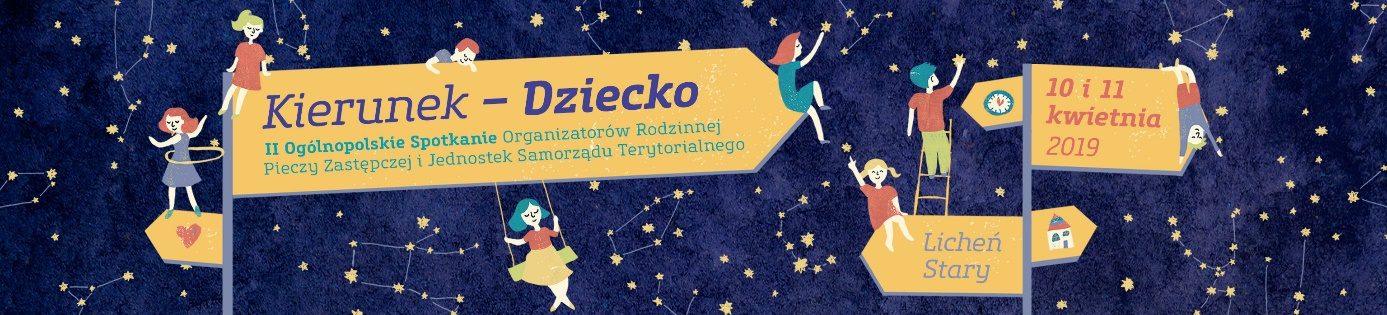 Kierunek – Dziecko
II Ogólnopolskie Spotkanie Organizatorów Rodzinnej
Pieczy Zastępczej i Jednostek Samorządu Terytorialnego
10 i 11
kwietnia
2019
Licheń
Stary